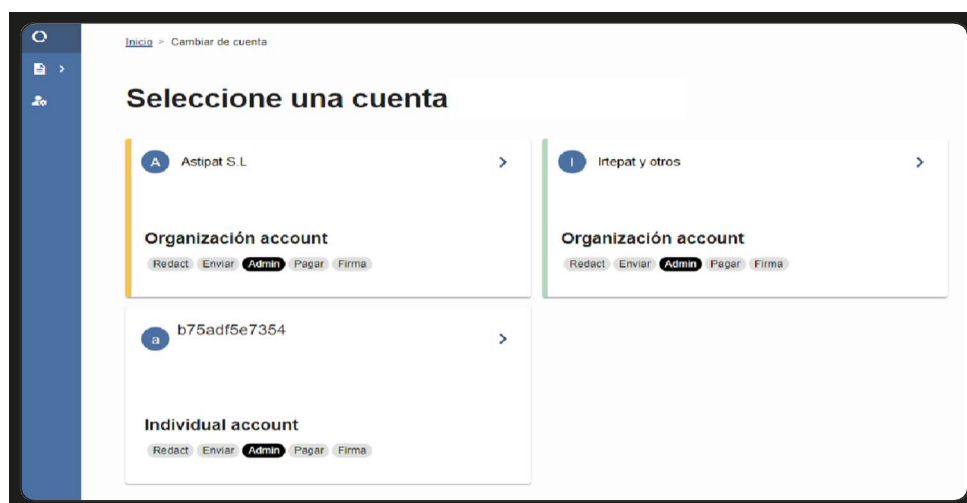 Inicio > Cambiar de cuenta
Seleccione una cuenta
A Astipat S.L >
Organización account
Redact Enviar Admin Pagar Firma
I Irtepat y otros >
Organización account
Redact Enviar Admin Pagar Firma
a b75adf5e7354 >
Individual account
Redact Enviar Admin Pagar Firma